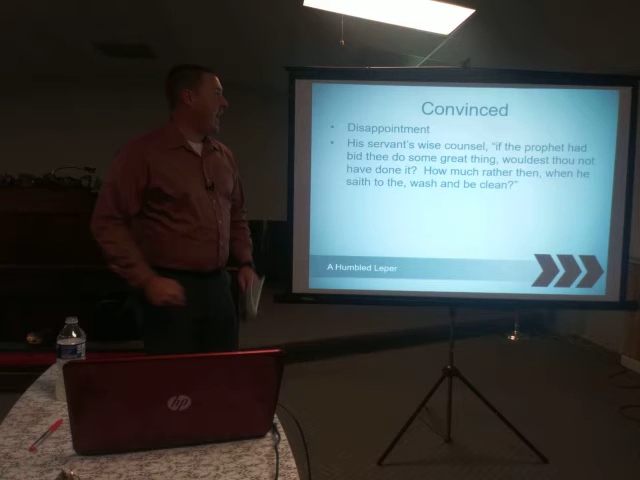 Convinced
• Disappointment
• His servant's wise counsel, "if the prophet had
bid thee do some great thing, wouldest thou not
have done it? How much rather then, when he
saith to the, wash and be clean?"
A Humbled Leper
hp